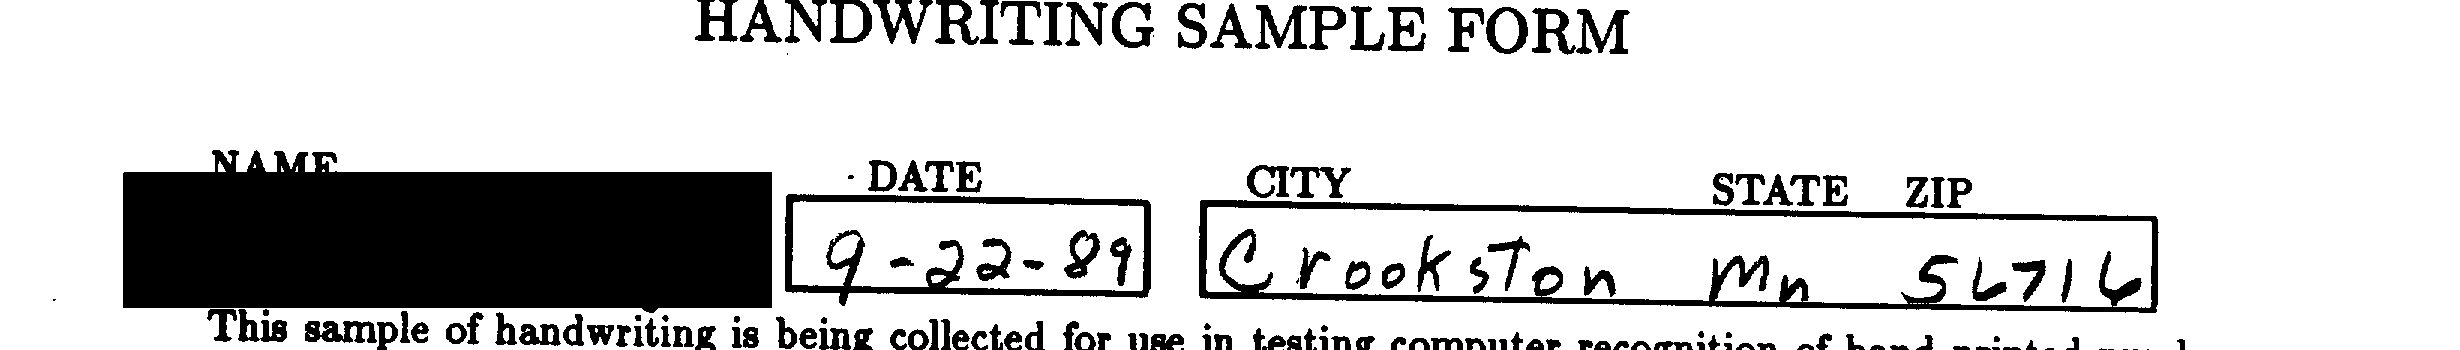 HANDWRITING SAMPLE FORM
NAME DATE CITY STATE ZIP
9-22-89 Crookston Mn 56716
This sample of handwriting is being collected for use in testing computer recognition of hand printed